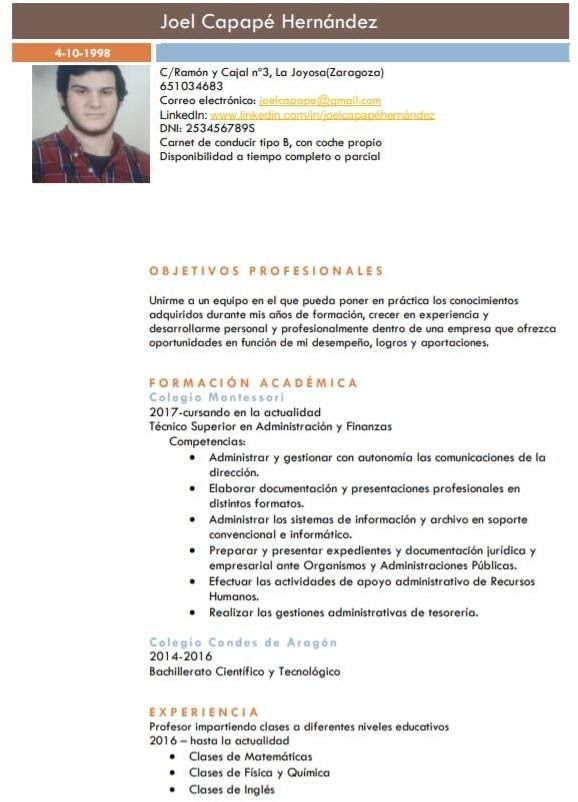 Joel Capapé Hernández
4-10-1998
C/Ramón y Cajal nº3, La Joyosa(Zaragoza)
651034683
Correo electrónico: joelcapape@gmail.com
LinkedIn: www.linkedin.com/in/joelcapapéhernández
DNI: 253456789S
Carnet de conducir tipo B, con coche propio
Disponibilidad a tiempo completo o parcial
OBJETIVOS PROFESIONALES
Unirme a un equipo en el que pueda poner en práctica los conocimientos
adquiridos durante mis años de formación, crecer en experiencia y
desarrollarme personal y profesionalmente dentro de una empresa que ofrezca
oportunidades en función de mi desempeño, logros y aportaciones.
FORMACIÓN ACADÉMICA
Colegio Montessori
2017-cursando en la actualidad
Técnico Superior en Administración y Finanzas
Competencias:
• Administrar y gestionar con autonomía las comunicaciones de la
dirección.
• Elaborar documentación y presentaciones profesionales en
distintos formatos.
• Administrar los sistemas de información y archivo en soporte
convencional e informático.
• Preparar y presentar expedientes y documentación jurídica y
empresarial ante Organismos y Administraciones Públicas.
• Efectuar las actividades de apoyo administrativo de Recursos
Humanos.
• Realizar las gestiones administrativas de tesorería.
Colegio Condes de Aragón
2014-2016
Bachillerato Científico y Tecnológico
EXPERIENCIA
Profesor impartiendo clases a diferentes niveles educativos
2016 – hasta la actualidad
• Clases de Matemáticas
• Clases de Física y Química
• Clases de Inglés